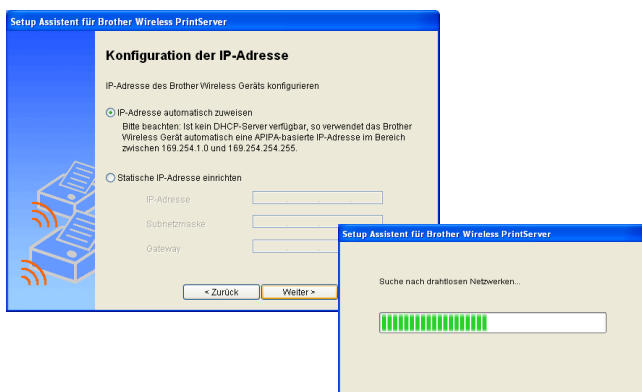 Setup Assistent für Brother Wireless PrintServer
Konfiguration der IP-Adresse
IP-Adresse des Brother Wireless Geräts konfigurieren
IP-Adresse automatisch zuweisen
Bitte beachten: Ist kein DHCP-Server verfügbar, so verwendet das Brother
Wireless Gerät automatisch eine APIPA-basierte IP-Adresse im Bereich
zwischen 169.254.1.0 und 169.254.254.255.
Statische IP-Adresse einrichten
IP-Adresse
Subnetzmaske
Gateway
< Zurück
Weiter >
Setup Assistent für Brother Wireless PrintServer
Suche nach drahtlosen Netzwerken...